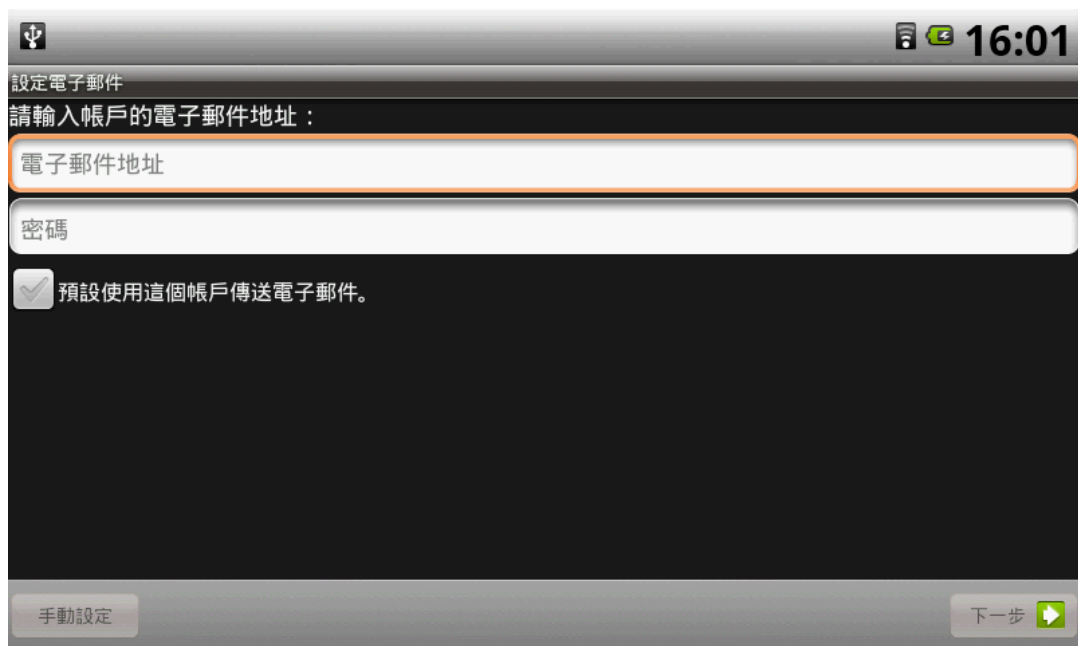 16:01
設定電子郵件
請輸入帳戶的電子郵件地址：
電子郵件地址
密碼
預設使用這個帳戶傳送電子郵件。
手動設定
下一步